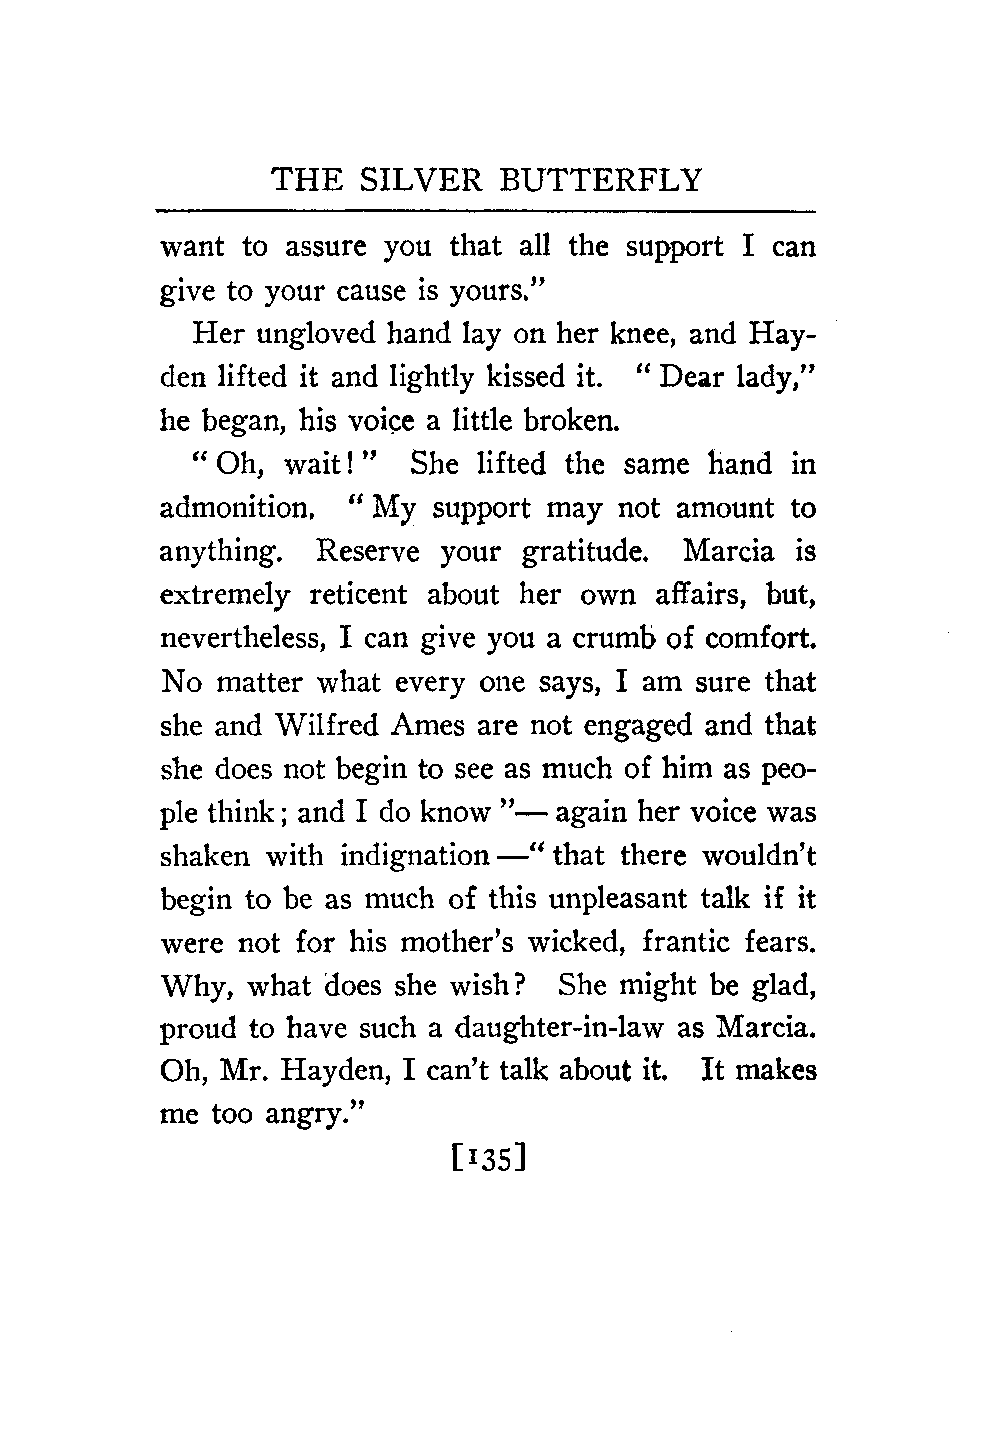 THE SILVER BUTTERFLY
want to assure you that all the support I can
give to your cause is yours."
Her ungloved hand lay on her knee, and Hay-
den lifted it and lightly kissed it. "Dear lady,"
he began, his voice a little broken.
"Oh, wait!" She lifted the same hand in
admonition. "My support may not amount to
anything. Reserve your gratitude. Marcia is
extremely reticent about her own affairs, but,
nevertheless, I can give you a crumb of comfort.
No matter what every one says, I am sure that
she and Wilfred Ames are not engaged and that
she does not begin to see as much of him as peo-
ple think; and I do know"—again her voice was
shaken with indignation—"that there wouldn't
begin to be as much of this unpleasant talk if it
were not for his mother's wicked, frantic fears.
Why, what does she wish? She might be glad,
proud to have such a daughter-in-law as Marcia.
Oh, Mr. Hayden, I can't talk about it. It makes
me too angry."
[135]